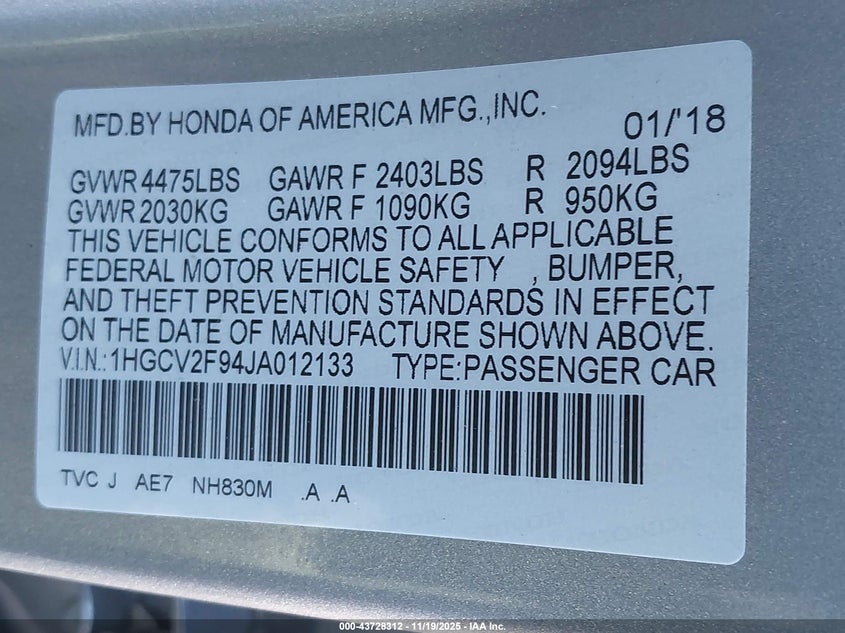 MFD.BY HONDA OF AMERICA MFG.,INC. 01/'18
GVWR 4475LBS GAWR F 2403LBS R 2094LBS
GVWR 2030KG GAWR F 1090KG R 950KG
THIS VEHICLE CONFORMS TO ALL APPLICABLE
FEDERAL MOTOR VEHICLE SAFETY , BUMPER,
AND THEFT PREVENTION STANDARDS IN EFFECT
ON THE DATE OF MANUFACTURE SHOWN ABOVE.
V.I.N.:1HGCV2F94JA012133 TYPE:PASSENGER CAR
TVC J AE7 NH830M .A .A
000-43728312 | 11/19/2025 - IAA Inc.